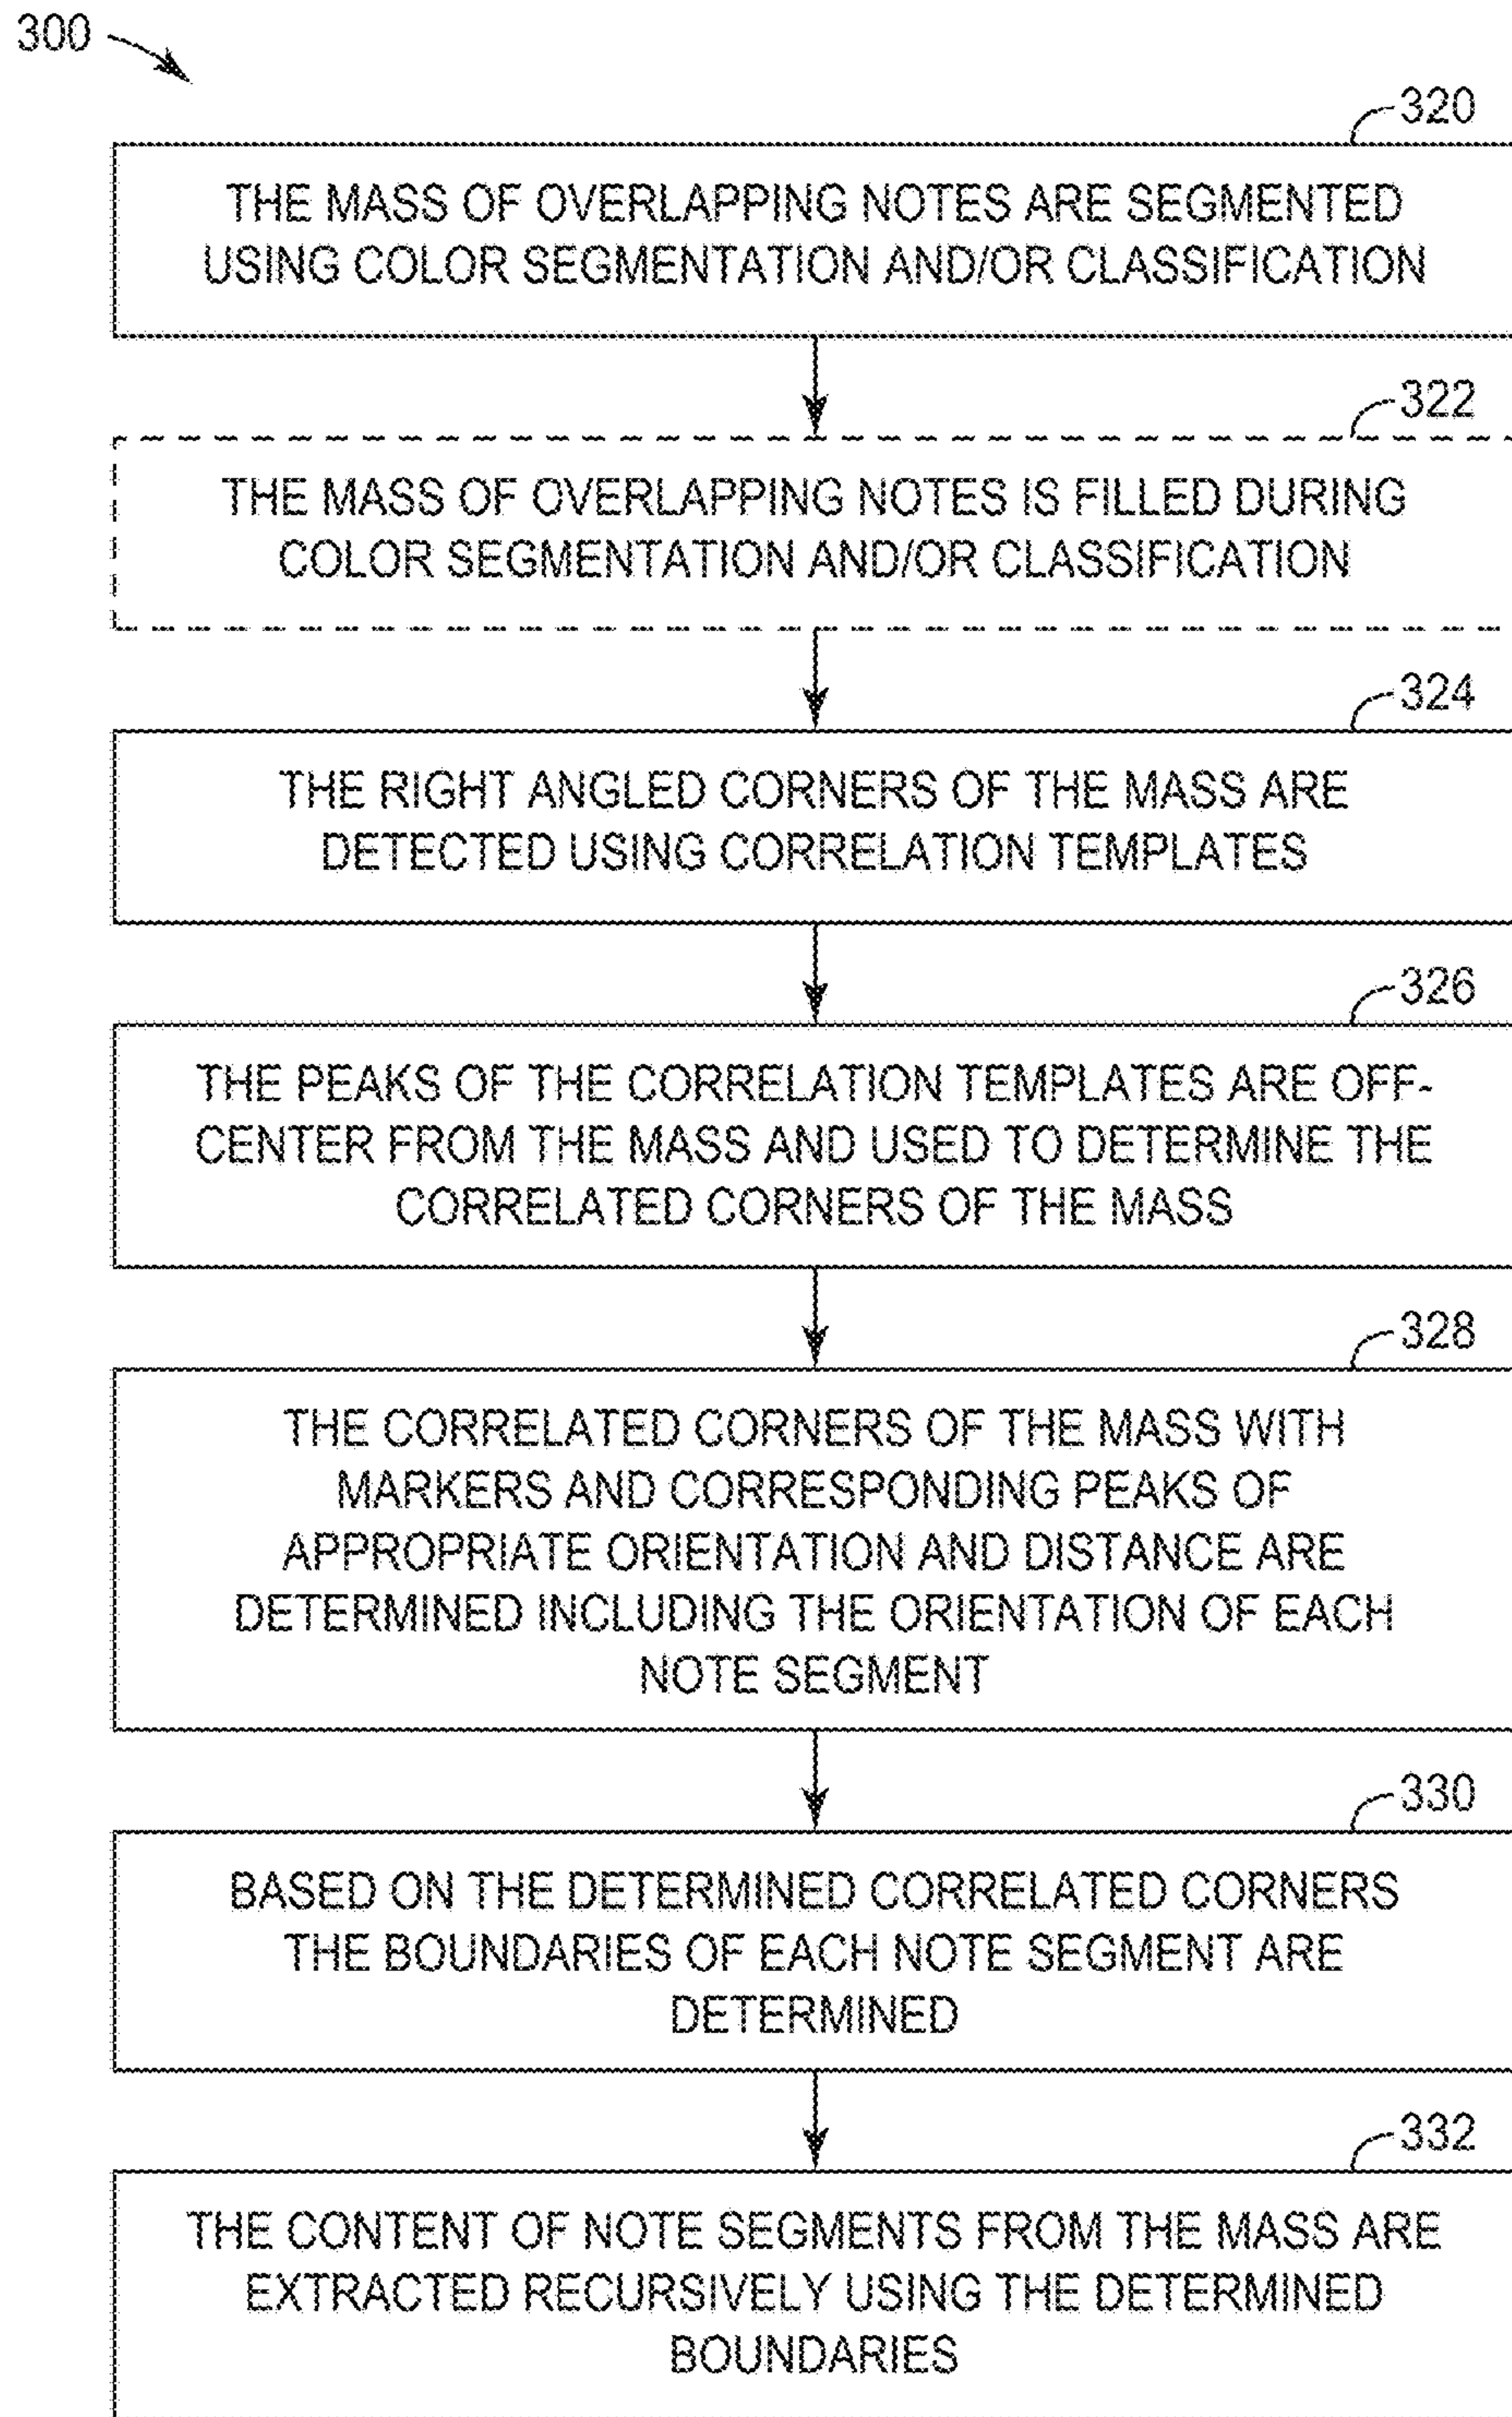 300
320
THE MASS OF OVERLAPPING NOTES ARE SEGMENTED
USING COLOR SEGMENTATION AND/OR CLASSIFICATION
322
THE MASS OF OVERLAPPING NOTES IS FILLED DURING
COLOR SEGMENTATION AND/OR CLASSIFICATION
324
THE RIGHT ANGLED CORNERS OF THE MASS ARE
DETECTED USING CORRELATION TEMPLATES
326
THE PEAKS OF THE CORRELATION TEMPLATES ARE OFF-
CENTER FROM THE MASS AND USED TO DETERMINE THE
CORRELATED CORNERS OF THE MASS
328
THE CORRELATED CORNERS OF THE MASS WITH
MARKERS AND CORRESPONDING PEAKS OF
APPROPRIATE ORIENTATION AND DISTANCE ARE
DETERMINED INCLUDING THE ORIENTATION OF EACH
NOTE SEGMENT
330
BASED ON THE DETERMINED CORRELATED CORNERS
THE BOUNDARIES OF EACH NOTE SEGMENT ARE
DETERMINED
332
THE CONTENT OF NOTE SEGMENTS FROM THE MASS ARE
EXTRACTED RECURSIVELY USING THE DETERMINED
BOUNDARIES